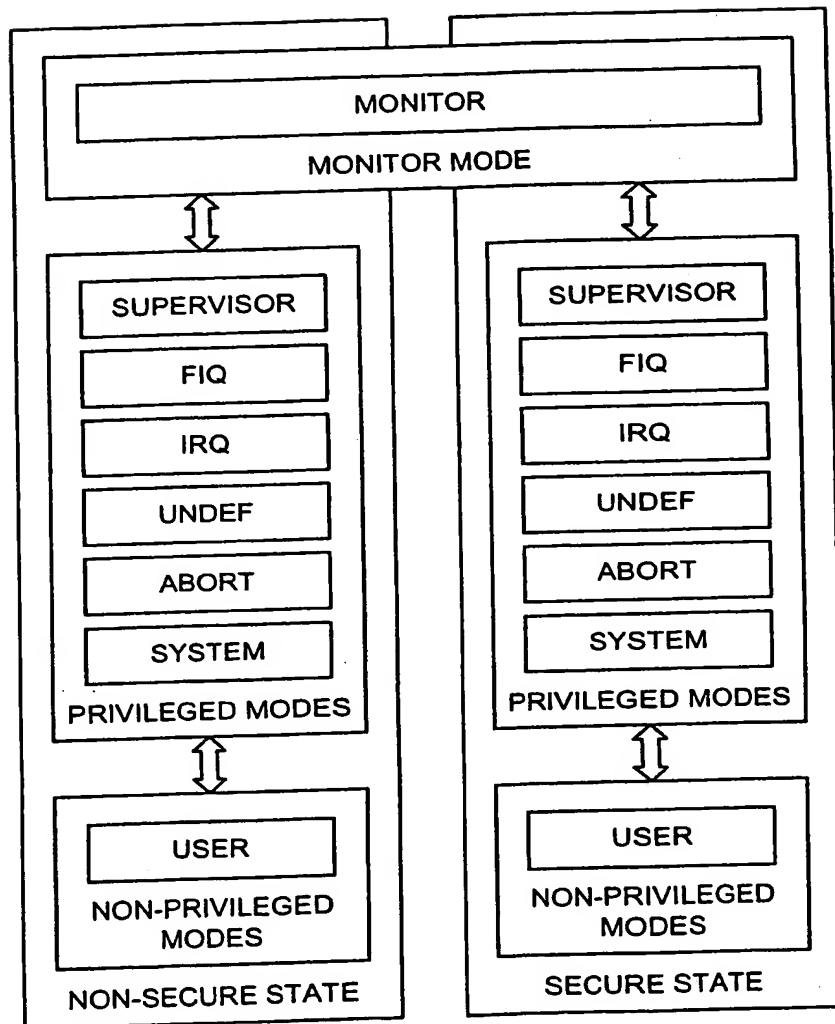 MONITOR
MONITOR MODE
SUPERVISOR
FIQ
IRQ
UNDEF
ABORT
SYSTEM
PRIVILEGED MODES
USER
NON-PRIVILEGED
MODES
NON-SECURE STATE
SUPERVISOR
FIQ
IRQ
UNDEF
ABORT
SYSTEM
PRIVILEGED MODES
USER
NON-PRIVILEGED
MODES
SECURE STATE